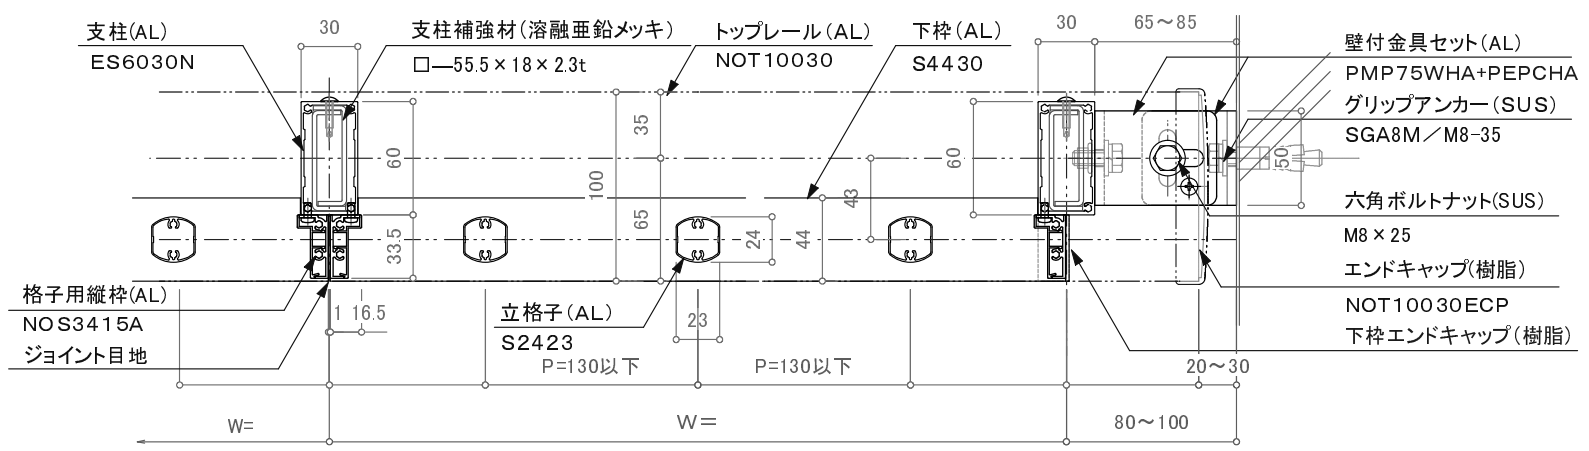 支柱(AL)
ES6030N
30
支柱補強材(溶融亜鉛メッキ)
□―55.5×18×2.3t
トップレール(AL)
NOT10030
下枠(AL)
S4430
30
65～85
壁付金具セット(AL)
PMP75WHA+PEPCHA
グリップアンカー(SUS)
SGA8M／M8-35
六角ボルトナット(SUS)
M8×25
エンドキャップ(樹脂)
NOT10030ECP
下枠エンドキャップ(樹脂)
60
33.5
100
35
65
24
44
43
60
50
格子用縦枠(AL)
NOS3415A
ジョイント目地
1 16.5
立格子(AL)
S2423
23
P=130以下
P=130以下
20～30
W=
W=
80～100